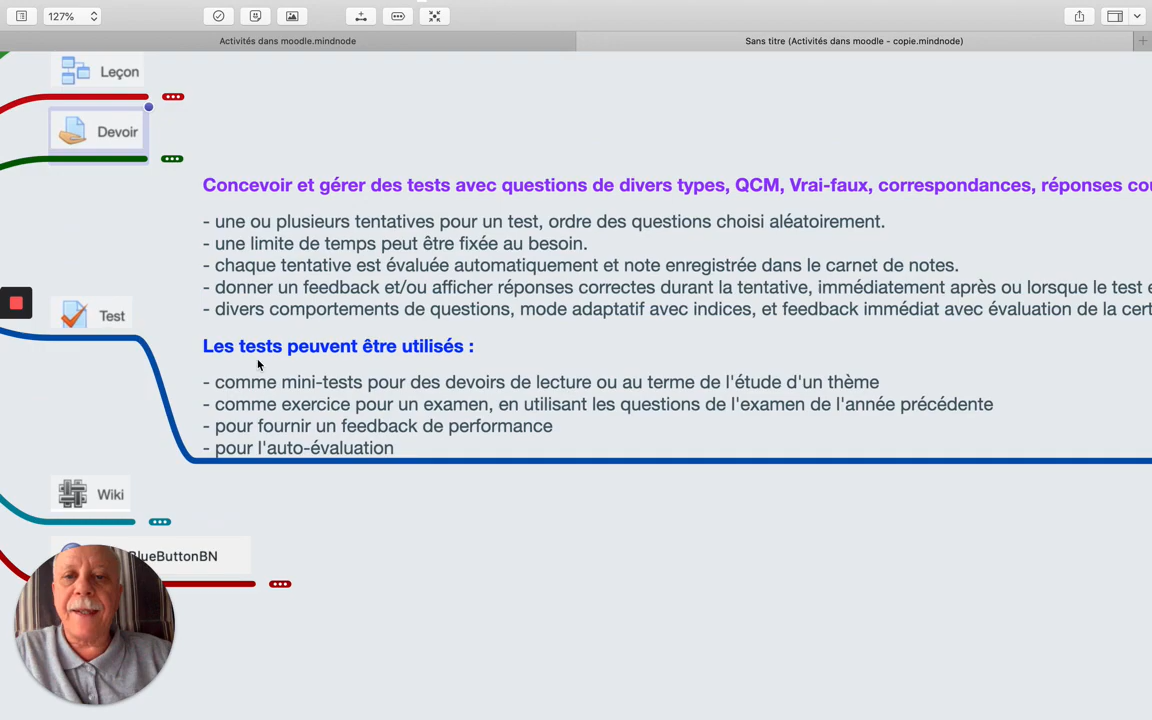 127%
Activités dans moodle.mindnode
Sans titre (Activités dans moodle - copie.mindnode)
Leçon
Devoir
Concevoir et gérer des tests avec questions de divers types, QCM, Vrai-faux, correspondances, réponses
- une ou plusieurs tentatives pour un test, ordre des questions choisi aléatoirement.
- une limite de temps peut être fixée au besoin.
- chaque tentative est évaluée automatiquement et note enregistrée dans le carnet de notes.
- donner un feedback et/ou afficher réponses correctes durant la tentative, immédiatement après ou lorsque le test
- divers comportements de questions, mode adaptatif avec indices, et feedback immédiat avec évaluation de la
Test
Les tests peuvent être utilisés :
- comme mini-tests pour des devoirs de lecture ou au terme de l'étude d'un thème
- comme exercice pour un examen, en utilisant les questions de l'examen de l'année précédente
- pour fournir un feedback de performance
- pour l'auto-évaluation
Wiki
lueButtonBN